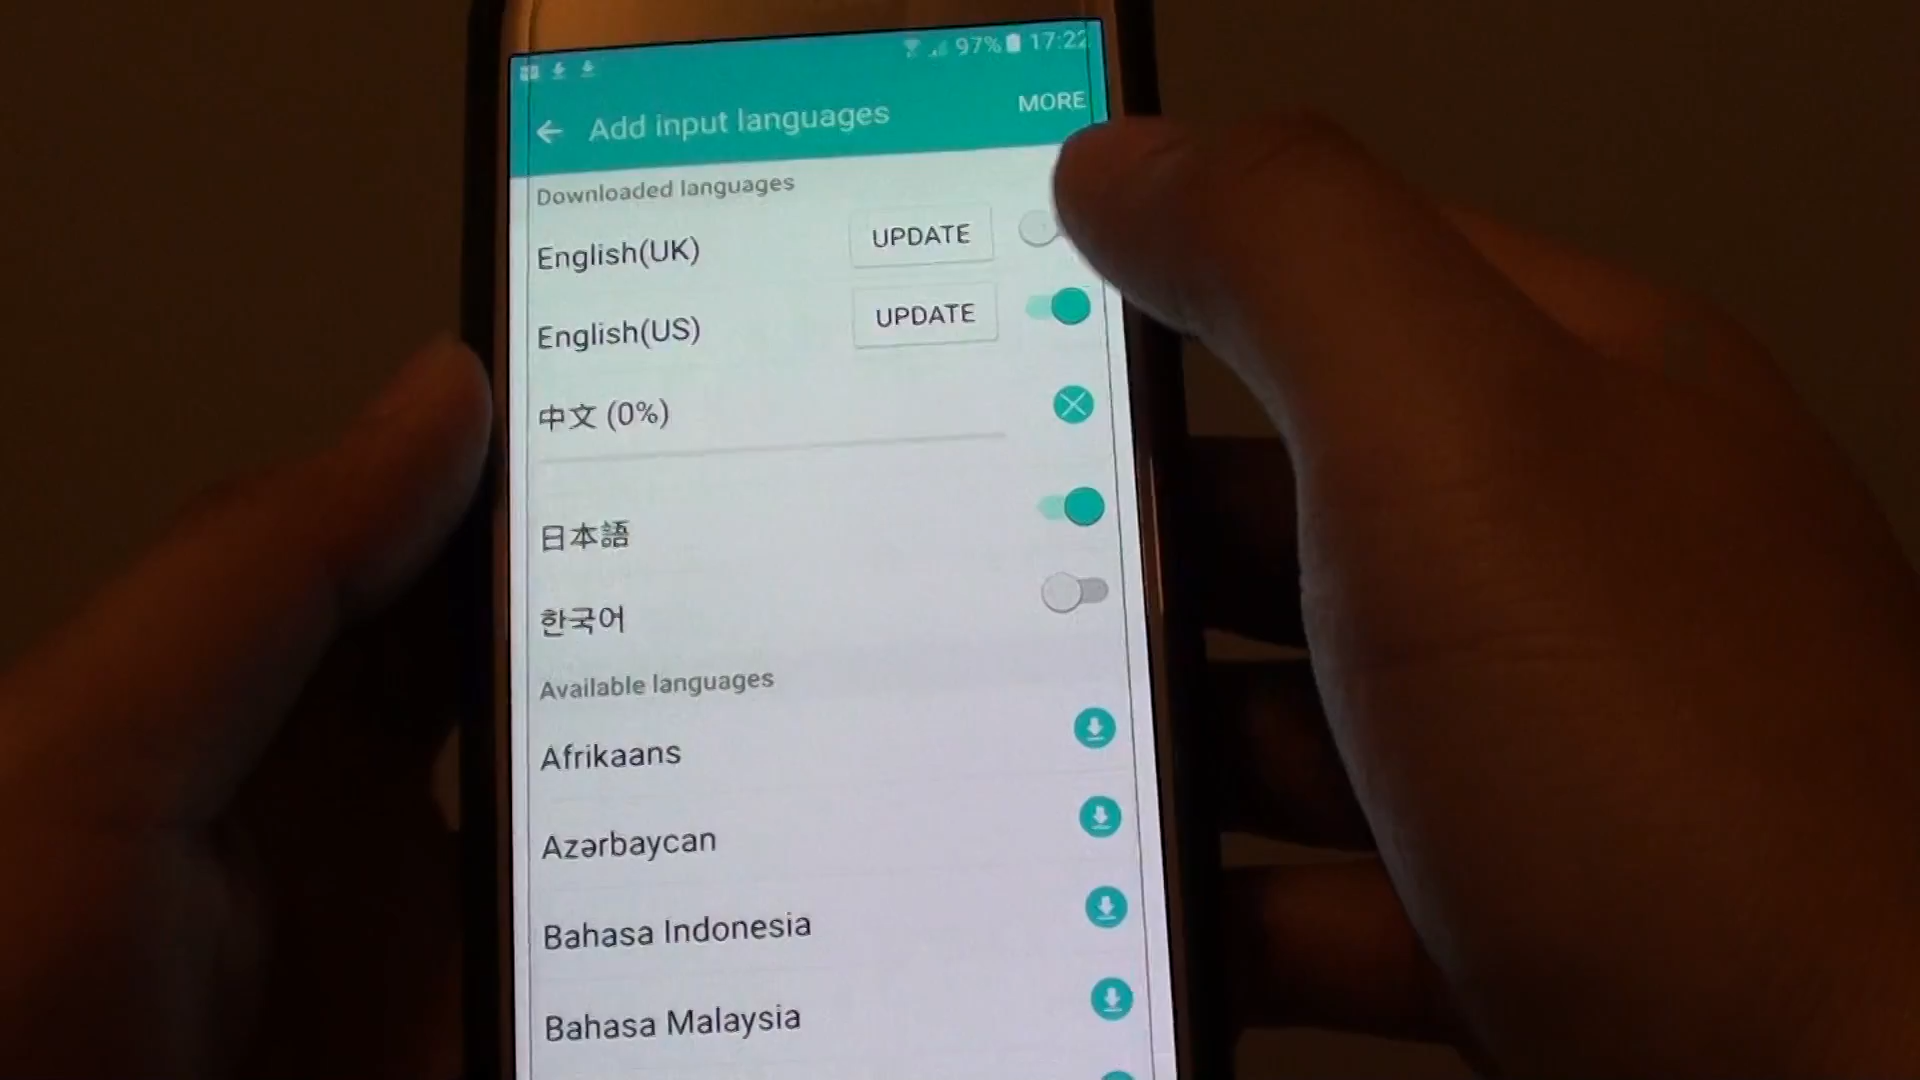 97% 17:22
Add input languages
MORE
Downloaded languages
English(UK)
UPDATE
English(US)
UPDATE
中文 (0%)
日本語
한국어
Available languages
Afrikaans
Azərbaycan
Bahasa Indonesia
Bahasa Malaysia